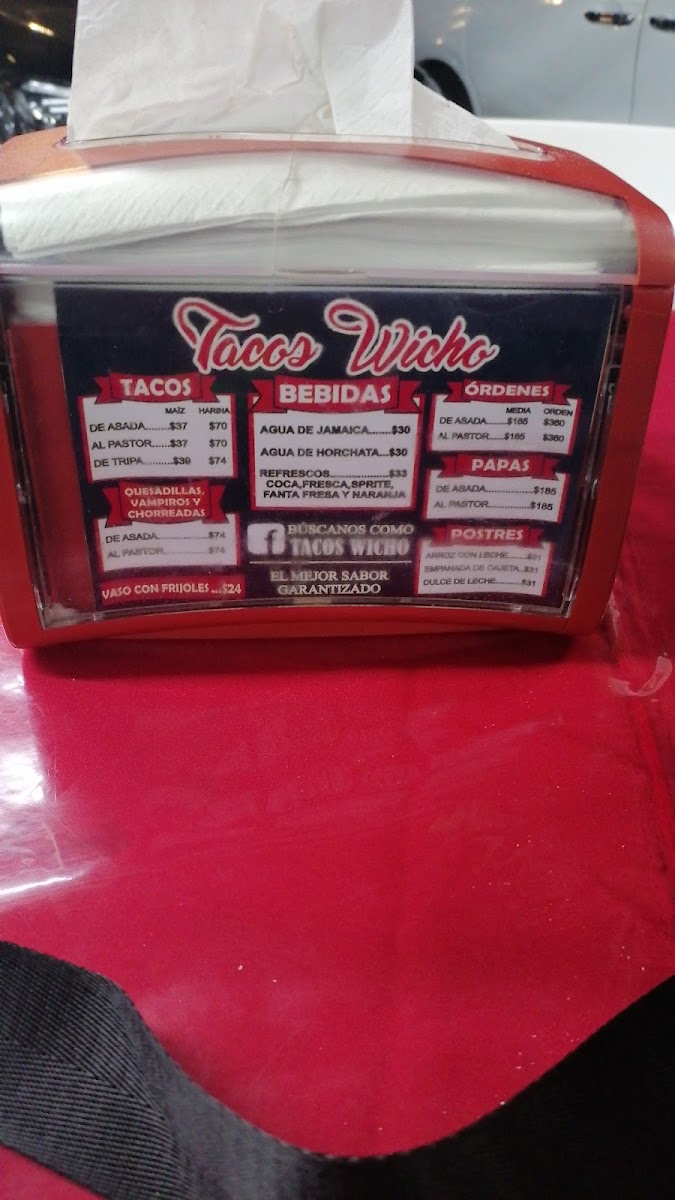 Tacos Wicho
TACOS
MAÍZ HARINA
DE ASADA........$37 $70
AL PASTOR......$37 $70
DE TRIPA..........$39 $74
QUESADILLAS,
VAMPIROS Y
CHORREADAS
DE ASADA....................$74
AL PASTOR..................$74
VASO CON FRIJOLES ...$24
BEBIDAS
AGUA DE JAMAICA......$30
AGUA DE HORCHATA...$30
REFRESCOS................$33
COCA,FRESCA,SPRITE,
FANTA FRESA Y NARANJA
BÚSCANOS COMO
f TACOS WICHO
EL MEJOR SABOR
GARANTIZADO
ÓRDENES
MEDIA ORDEN
DE ASADA......$185 $360
AL PASTOR.....$185 $360
PAPAS
DE ASADA....................$185
AL PASTOR...................$185
POSTRES
ARROZ CON LECHE........$31
EMPANADA DE CAJETA..$31
DULCE DE LECHE............$31